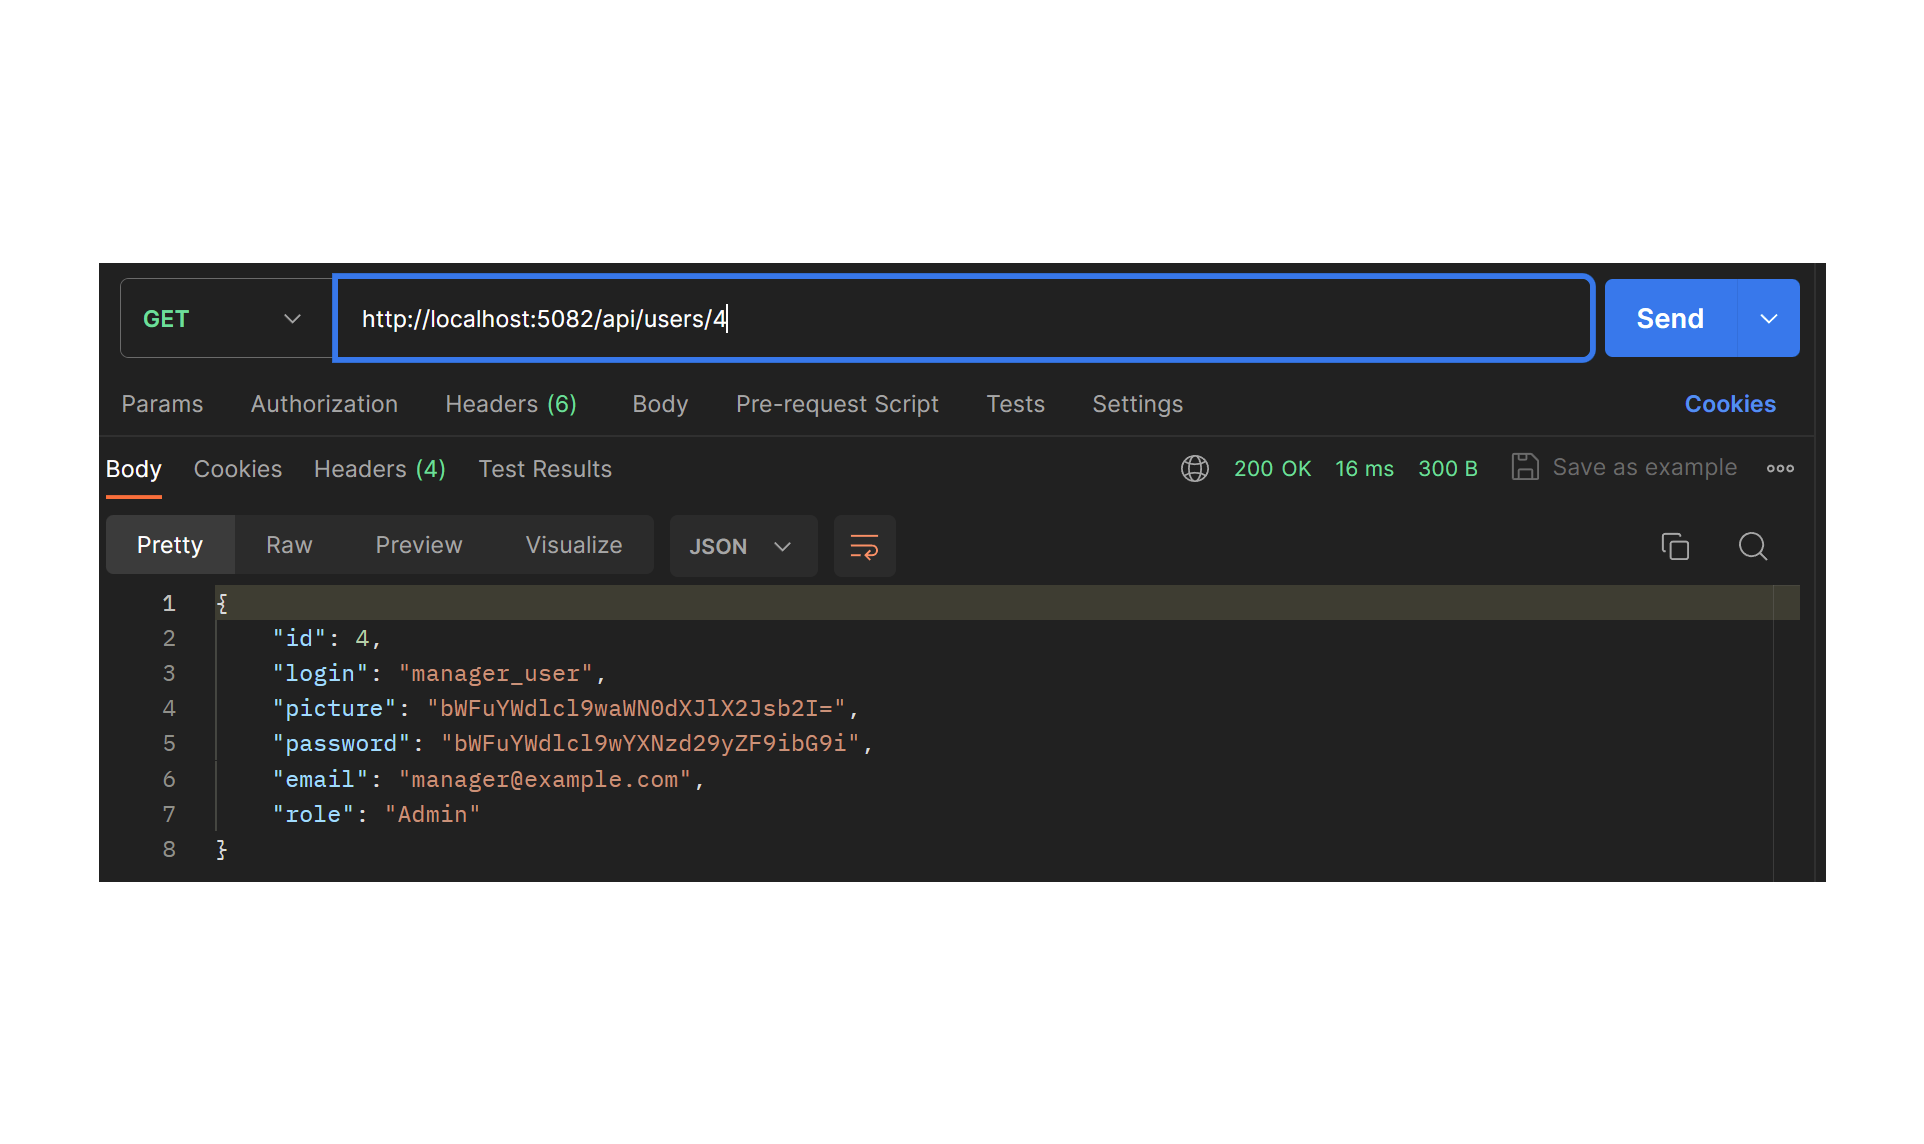 GET http://localhost:5082/api/users/4 Send
Params Authorization Headers (6) Body Pre-request Script Tests Settings Cookies
Body Cookies Headers (4) Test Results 200 OK 16 ms 300 B Save as example
Pretty Raw Preview Visualize JSON
1 {
2 "id": 4,
3 "login": "manager_user",
4 "picture": "bWFuYWdlcl9waWN0dXJlX2Jsb2I=",
5 "password": "bWFuYWdlcl9wYXNzd29yZF9ibG9i",
6 "email": "manager@example.com",
7 "role": "Admin"
8 }